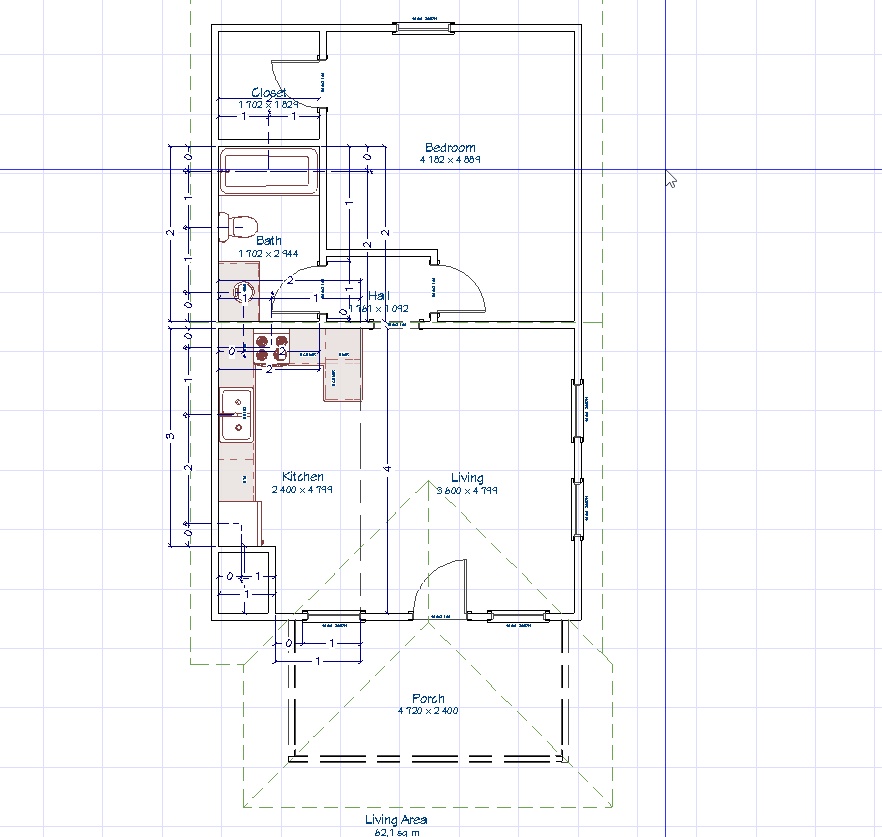 Closet
1 702 x 1 829
1
1
Bedroom
4 182 x 4 889
0
0
1
1
2
2
2
Bath
1 702 x 2 944
1
2
1
1
Hall
1 761 x 1 092
0
0
0
0
2
2
1
3
4
2
Kitchen
2 400 x 4 799
Living
3 600 x 4 799
0
0
1
1
0
1
1
Porch
4 720 x 2 400
Living Area
62,1 sq m